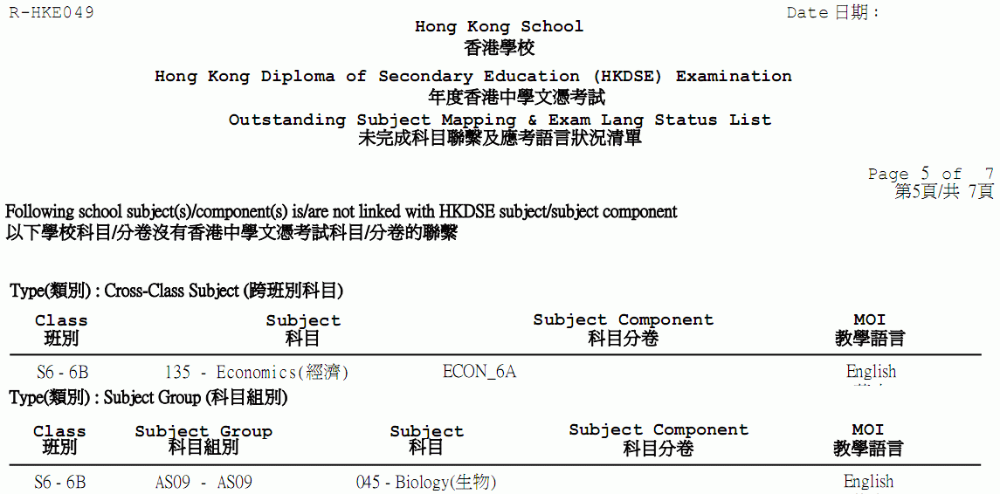 R-HKE049 Date 日期 :
Hong Kong School
香港學校
Hong Kong Diploma of Secondary Education (HKDSE) Examination
年度香港中學文憑考試
Outstanding Subject Mapping & Exam Lang Status List
未完成科目聯繫及應考語言狀況清單
Page 5 of 7
第5頁/共 7頁
Following school subject(s)/component(s) is/are not linked with HKDSE subject/subject component
以下學校科目/分卷沒有香港中學文憑考試科目/分卷的聯繫
Type(類別) : Cross-Class Subject (跨班別科目)
Class Subject Subject Component MOI
班別 科目 科目分卷 教學語言
S6 - 6B 135 - Economics(經濟) ECON_6A English
Type(類別) : Subject Group (科目組別)
Class Subject Group Subject Subject Component MOI
班別 科目組別 科目 科目分卷 教學語言
S6 - 6B AS09 - AS09 045 - Biology(生物) English